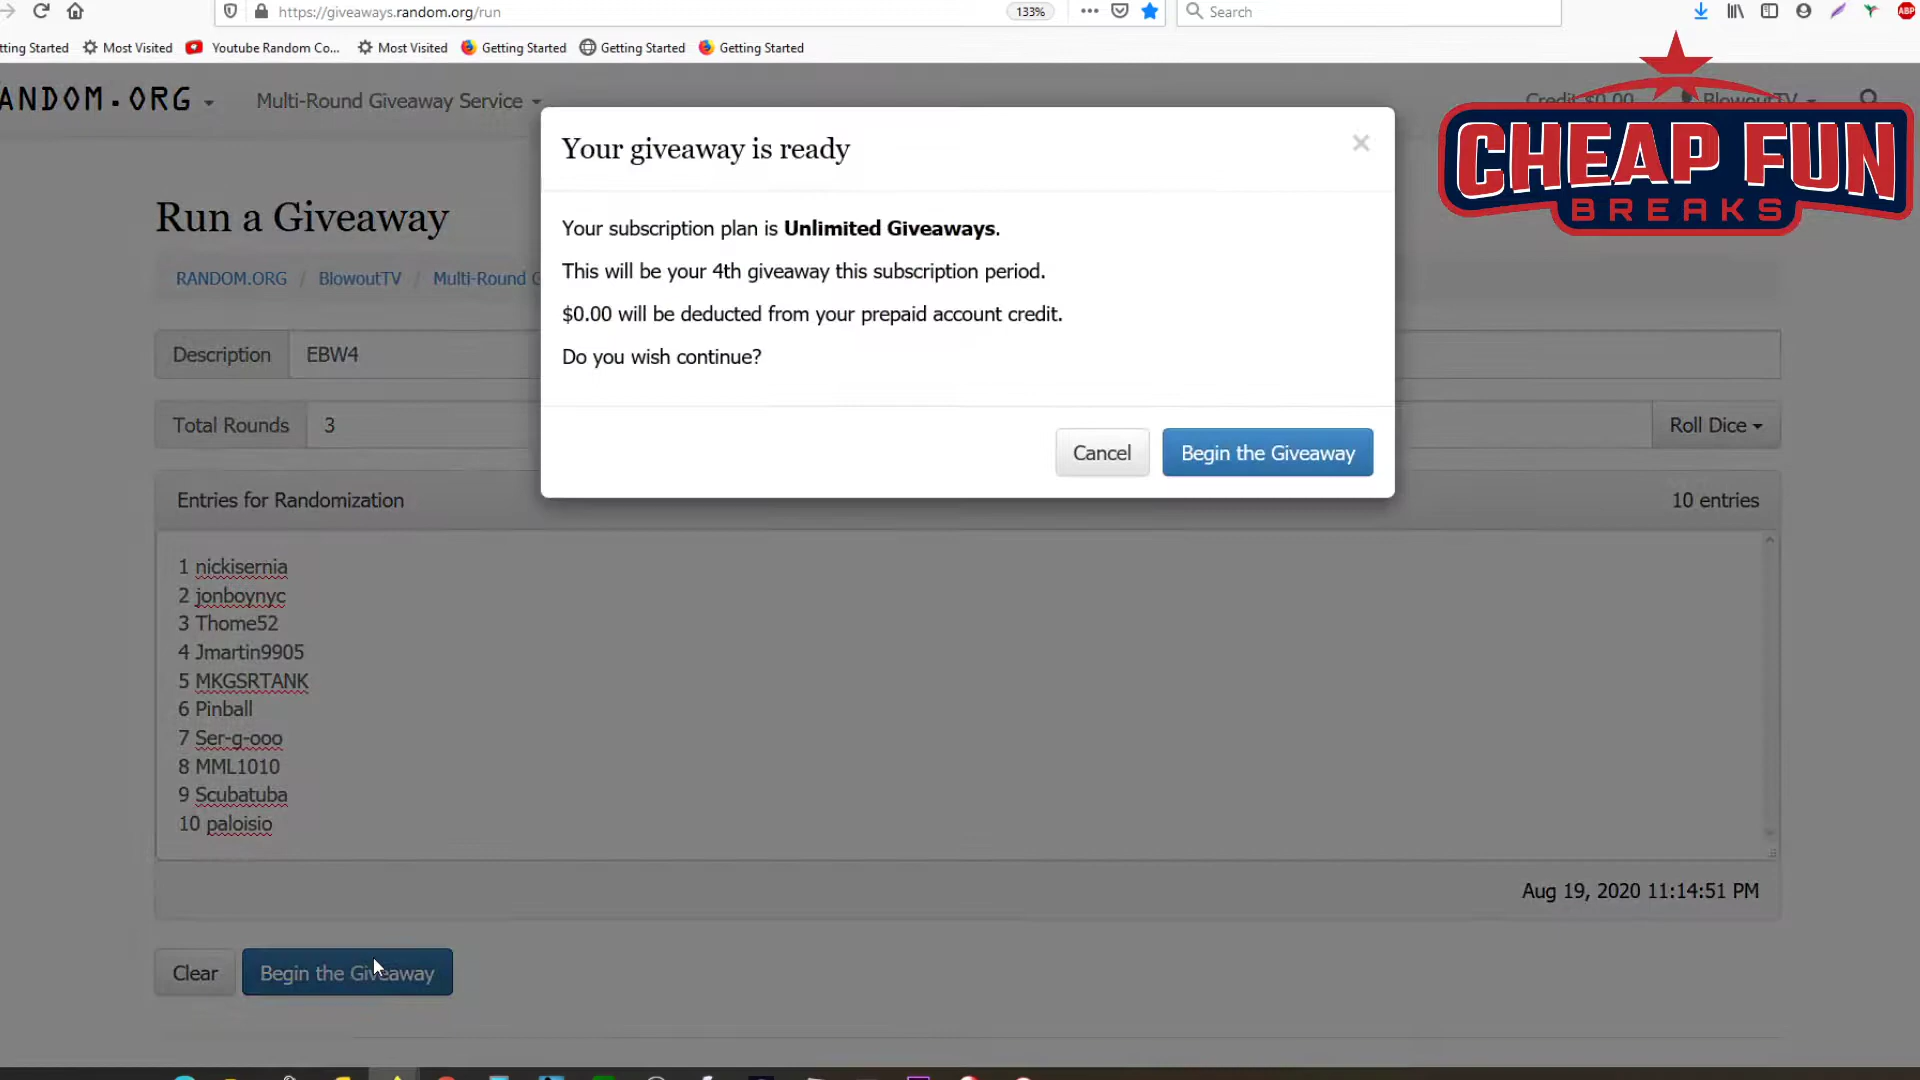 https://giveaways.random.org/run
133%
Search
ABP
tting Started
Most Visited
Youtube Random Co...
Most Visited
Getting Started
Getting Started
Getting Started
ANDOM.ORG
Multi-Round Giveaway Service
Credit $0.00
BlowoutTV
CHEAP FUN
BREAKS
Your giveaway is ready
×
Your subscription plan is Unlimited Giveaways.
This will be your 4th giveaway this subscription period.
$0.00 will be deducted from your prepaid account credit.
Do you wish continue?
Cancel
Begin the Giveaway
Run a Giveaway
RANDOM.ORG / BlowoutTV / Multi-Round G
Description EBW4
Total Rounds 3
Roll Dice
Entries for Randomization
10 entries
1 nickisernia
2 jonboynyc
3 Thome52
4 Jmartin9905
5 MKGSRTANK
6 Pinball
7 Ser-g-ooo
8 MML1010
9 Scubatuba
10 paloisio
Aug 19, 2020 11:14:51 PM
Clear
Begin the Giveaway